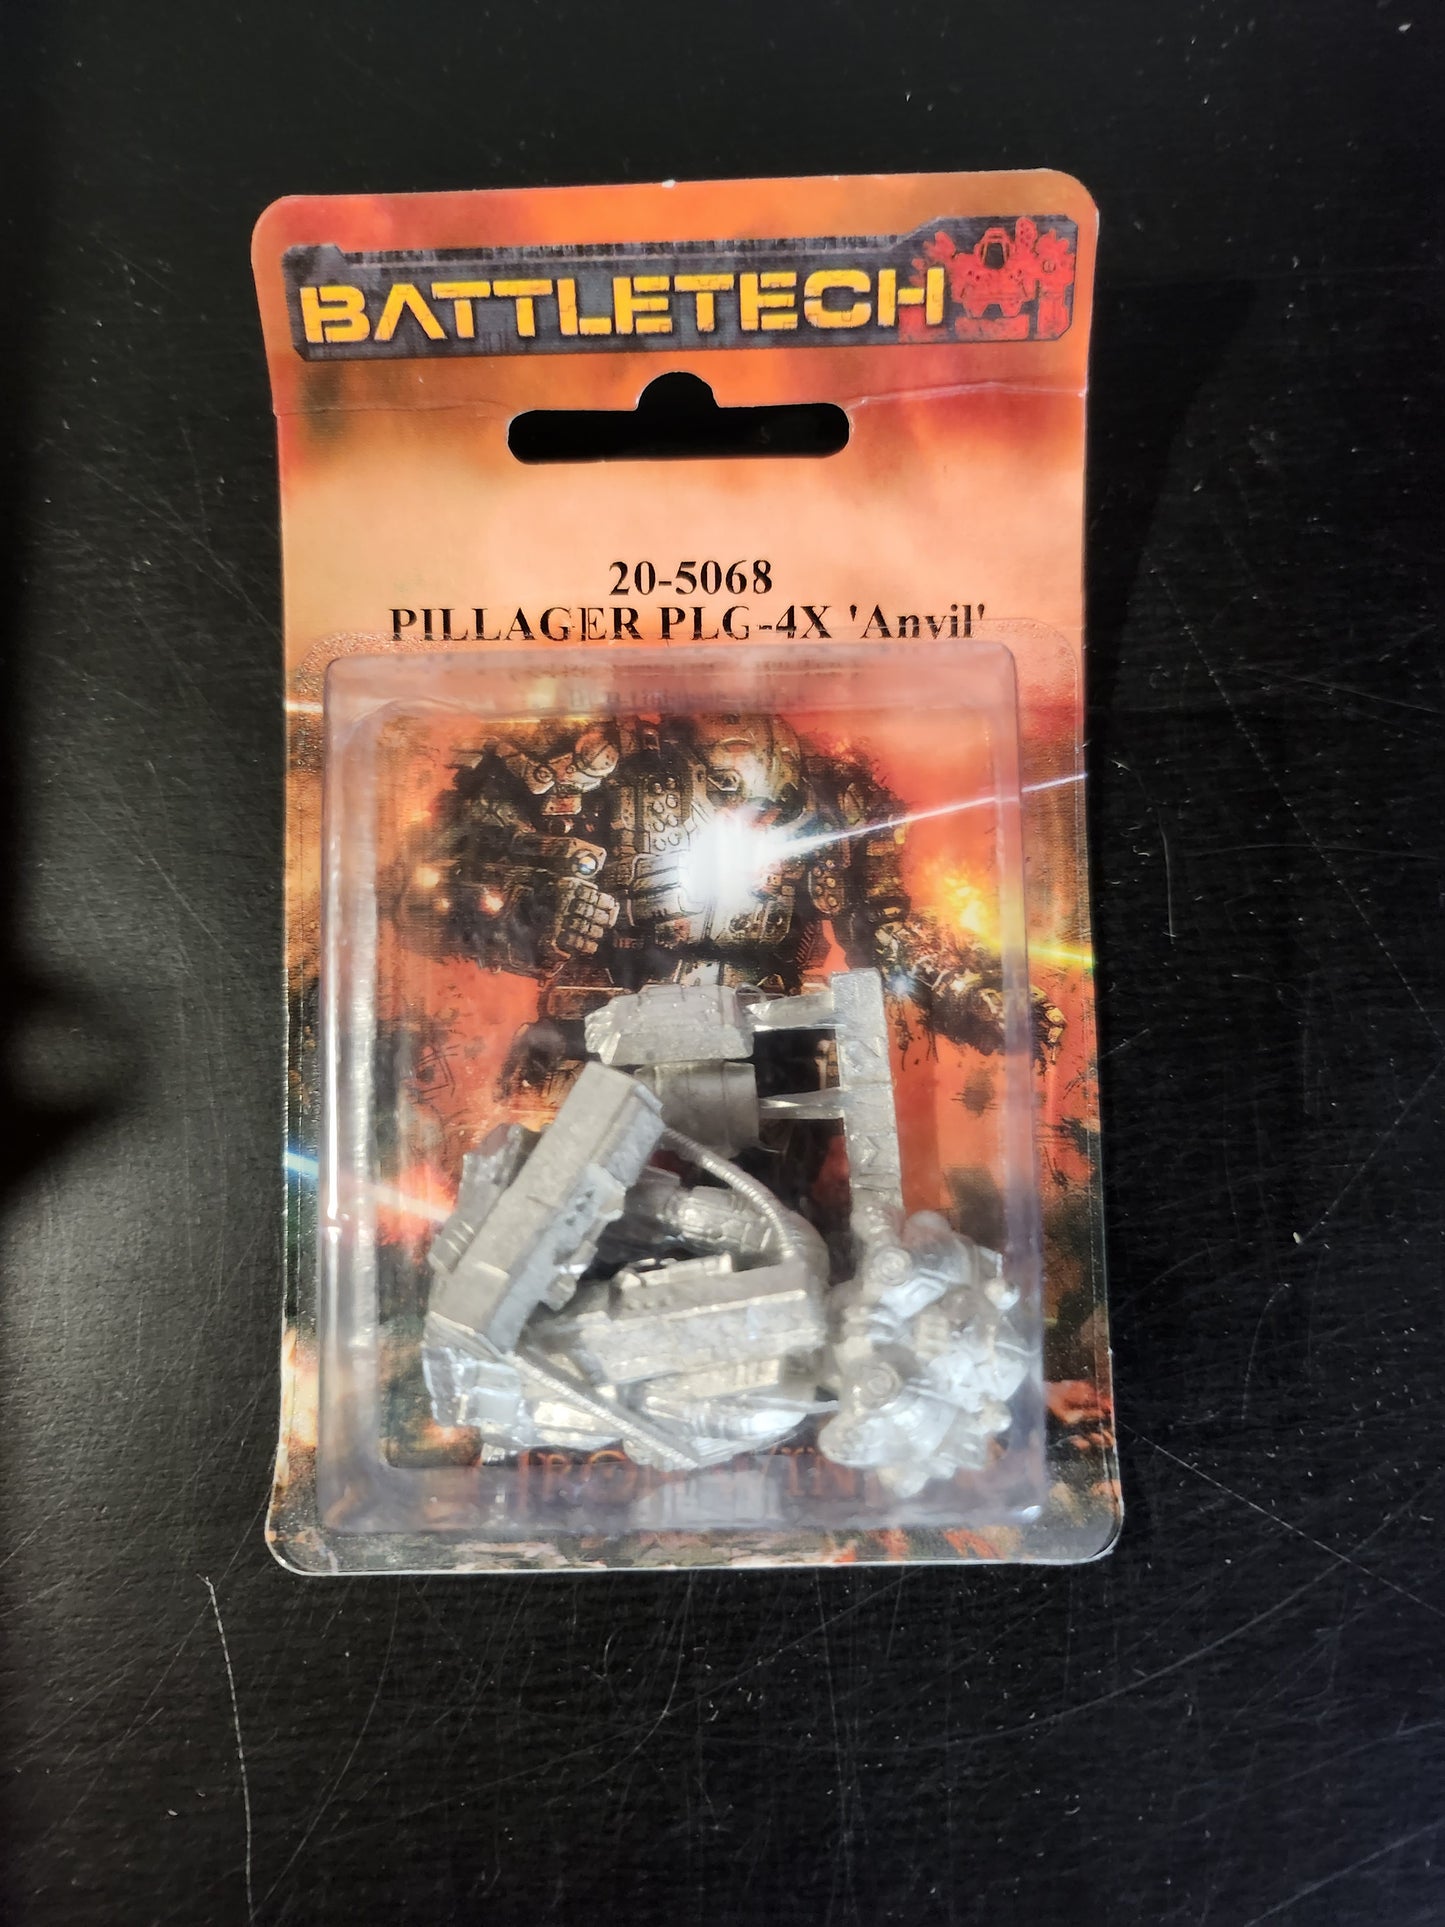 BATTLETECH
20-5068
PILLAGER PLG-4X 'Anvil'